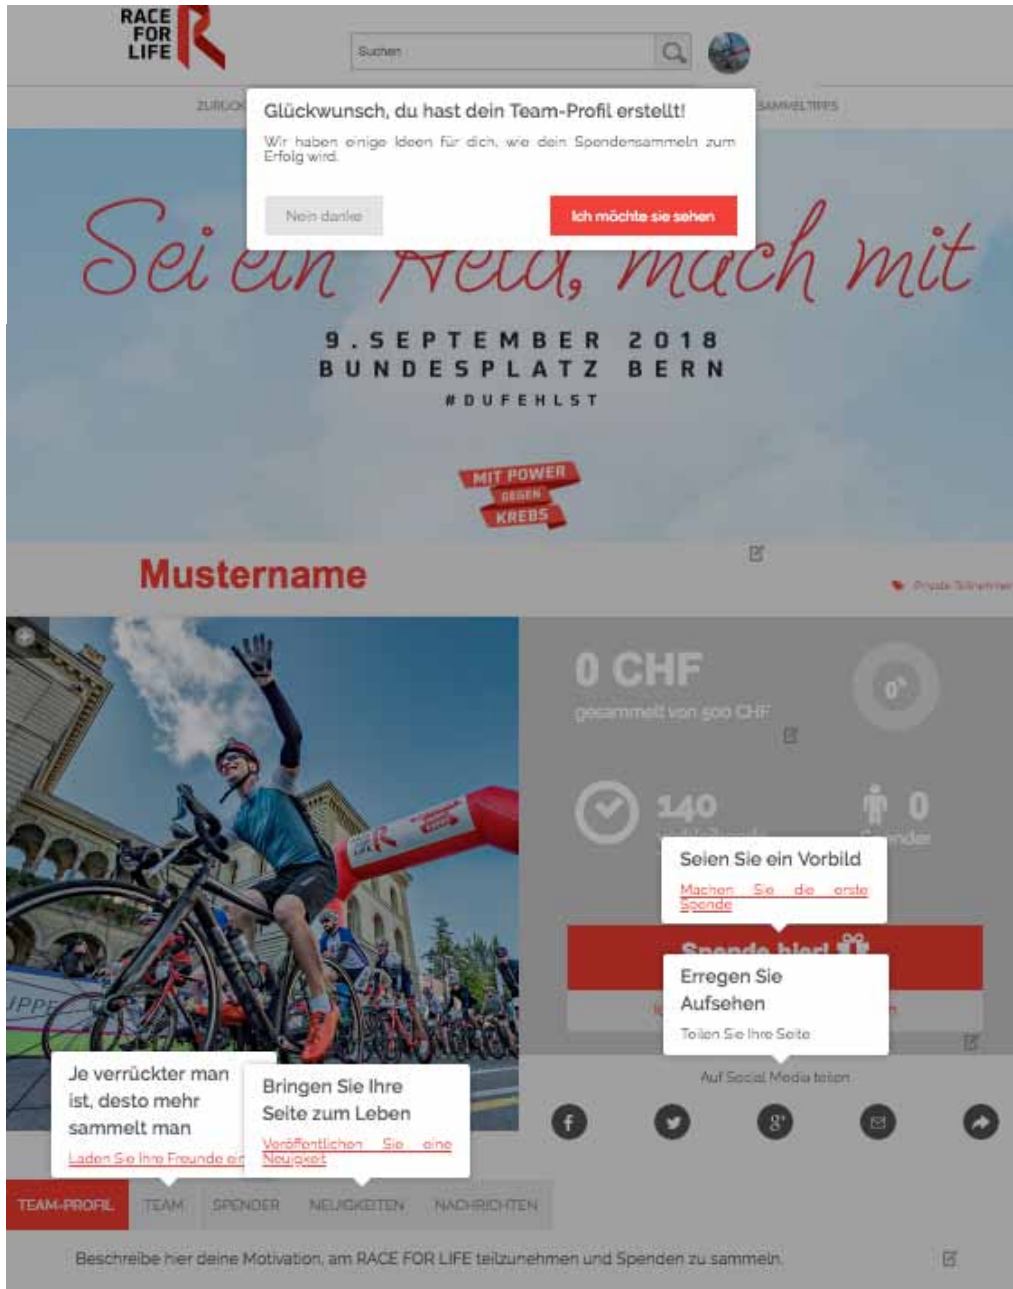 RACE
FOR
LIFE
Suchen
ZURÜCK
SAMMELTIPPS
Glückwunsch, du hast dein Team-Profil erstellt!
Wir haben einige Ideen für dich, wie dein Spendensammeln zum
Erfolg wird.
Nein danke
Ich möchte sie sehen
Sei ein Held, mach mit
9.SEPTEMBER 2018
BUNDESPLATZ BERN
#DUFEHLST
MIT POWER
GEGEN
KREBS
Mustername
Private Teilnehmer
0 CHF
gesammelt von 500 CHF
0%
140
0
Seien Sie ein Vorbild
Machen Sie die erste
Spende
Spende hier!
Erregen Sie
Aufsehen
Teilen Sie Ihre Seite
Auf Social Media teilen
RACE
FOR
LIFE
Je verrückter man
ist, desto mehr
sammelt man
Laden Sie Ihre Freunde ein
Bringen Sie Ihre
Seite zum Leben
Veröffentlichen Sie eine
Neuigkeit
TEAM-PROFIL TEAM SPENDER NEUIGKEITEN NACHRICHTEN
Beschreibe hier deine Motivation, am RACE FOR LIFE teilzunehmen und Spenden zu sammeln.